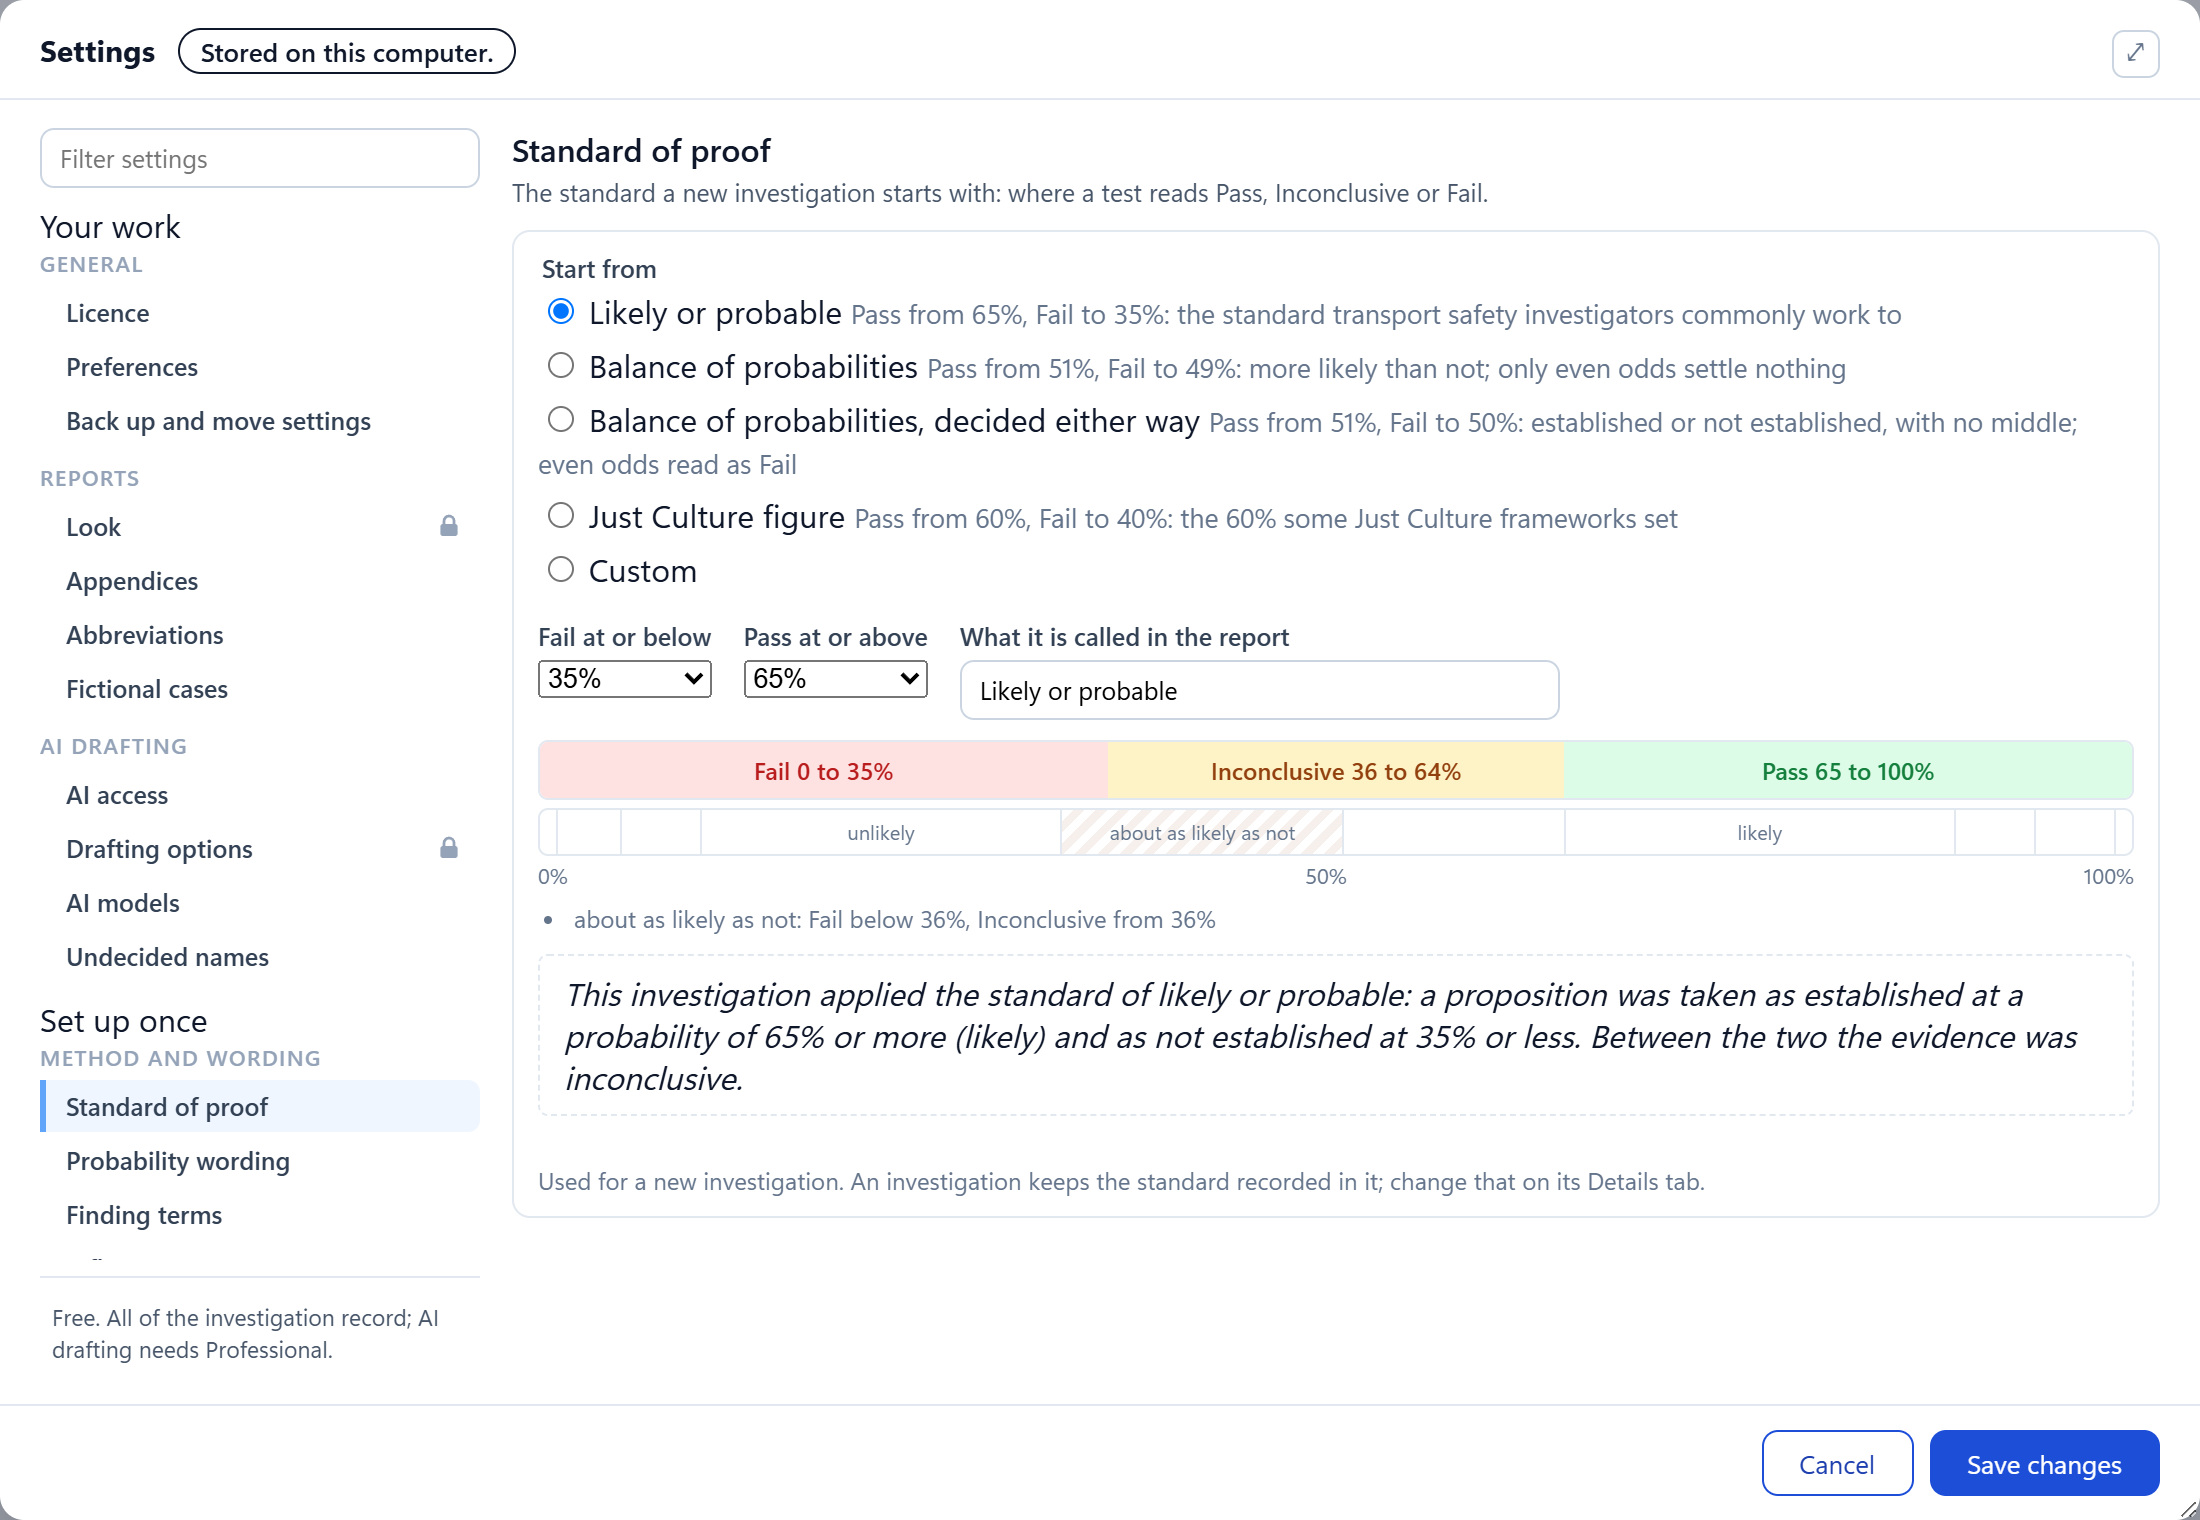 Settings
Stored on this computer.
Filter settings
Your work
GENERAL
Licence
Preferences
Back up and move settings
REPORTS
Look
Appendices
Abbreviations
Fictional cases
AI DRAFTING
AI access
Drafting options
AI models
Undecided names
Set up once
METHOD AND WORDING
Standard of proof
Probability wording
Finding terms
Free. All of the investigation record; AI
drafting needs Professional.
Standard of proof
The standard a new investigation starts with: where a test reads Pass, Inconclusive or Fail.
Start from
Likely or probable Pass from 65%, Fail to 35%: the standard transport safety investigators commonly work to
Balance of probabilities Pass from 51%, Fail to 49%: more likely than not; only even odds settle nothing
Balance of probabilities, decided either way Pass from 51%, Fail to 50%: established or not established, with no middle;
even odds read as Fail
Just Culture figure Pass from 60%, Fail to 40%: the 60% some Just Culture frameworks set
Custom
Fail at or below Pass at or above What it is called in the report
35% 65% Likely or probable
Fail 0 to 35% Inconclusive 36 to 64% Pass 65 to 100%
unlikely about as likely as not likely
0% 50% 100%
• about as likely as not: Fail below 36%, Inconclusive from 36%
This investigation applied the standard of likely or probable: a proposition was taken as established at a
probability of 65% or more (likely) and as not established at 35% or less. Between the two the evidence was
inconclusive.
Used for a new investigation. An investigation keeps the standard recorded in it; change that on its Details tab.
Cancel
Save changes